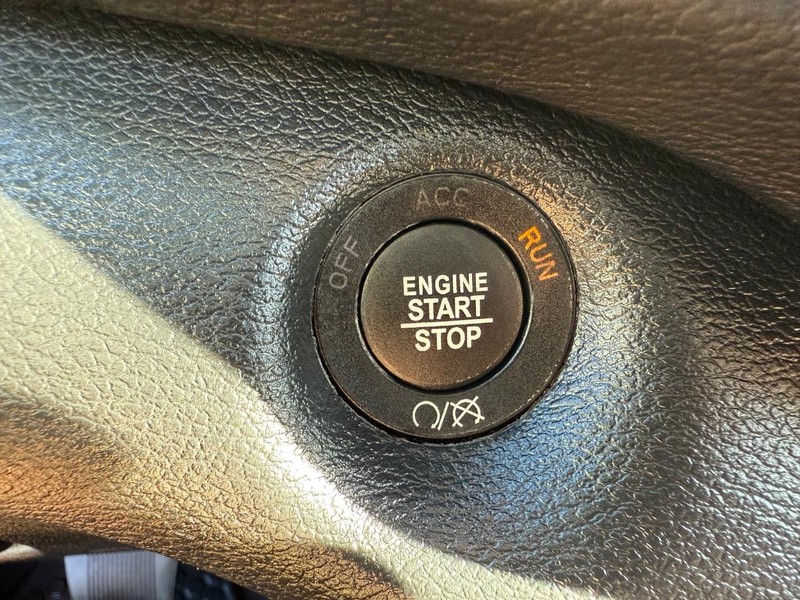 ACC
OFF
RUN
ENGINE
START
STOP